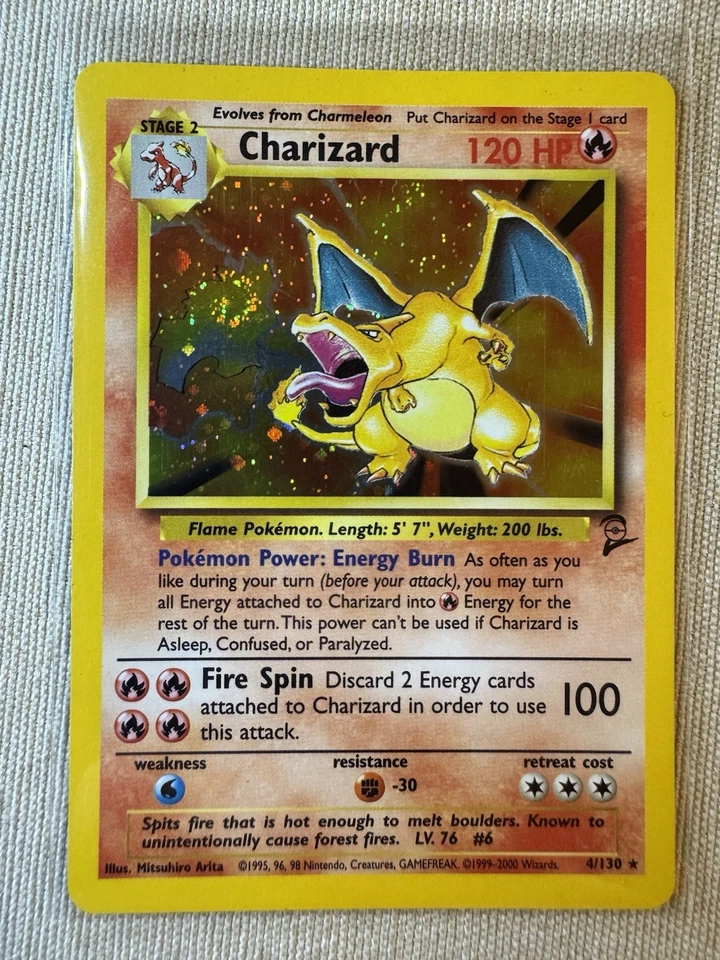 Evolves from Charmeleon Put Charizard on the Stage 1 card
STAGE 2
Charizard 120 HP
Flame Pokémon. Length: 5' 7", Weight: 200 lbs.
Pokémon Power: Energy Burn As often as you
like during your turn (before your attack), you may turn
all Energy attached to Charizard into Energy for the
rest of the turn. This power can't be used if Charizard is
Asleep, Confused, or Paralyzed.
Fire Spin Discard 2 Energy cards
attached to Charizard in order to use 100
this attack.
weakness resistance retreat cost
-30
Spits fire that is hot enough to melt boulders. Known to
unintentionally cause forest fires. LV. 76 #6
Illus. Mitsuhiro Arita ©1995, 96, 98 Nintendo, Creatures, GAMEFREAK. ©1999-2000 Wizards. 4/130 ★